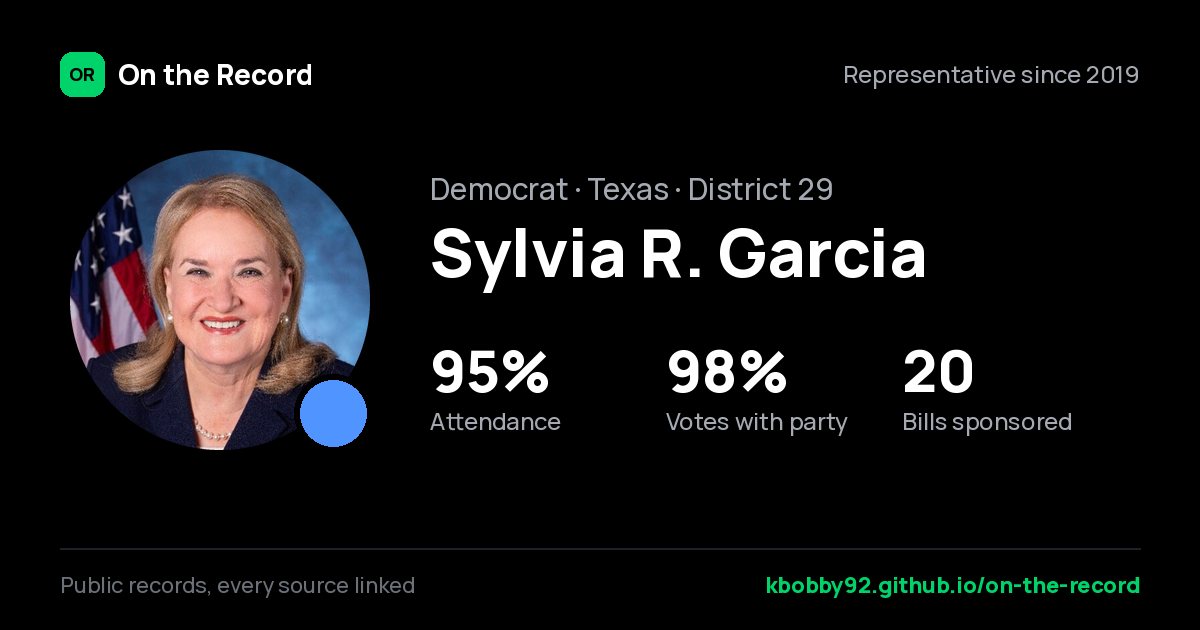 OR On the Record
Representative since 2019
Democrat · Texas · District 29
Sylvia R. Garcia
95% 98% 20
Attendance Votes with party Bills sponsored
Public records, every source linked
kbobby92.github.io/on-the-record